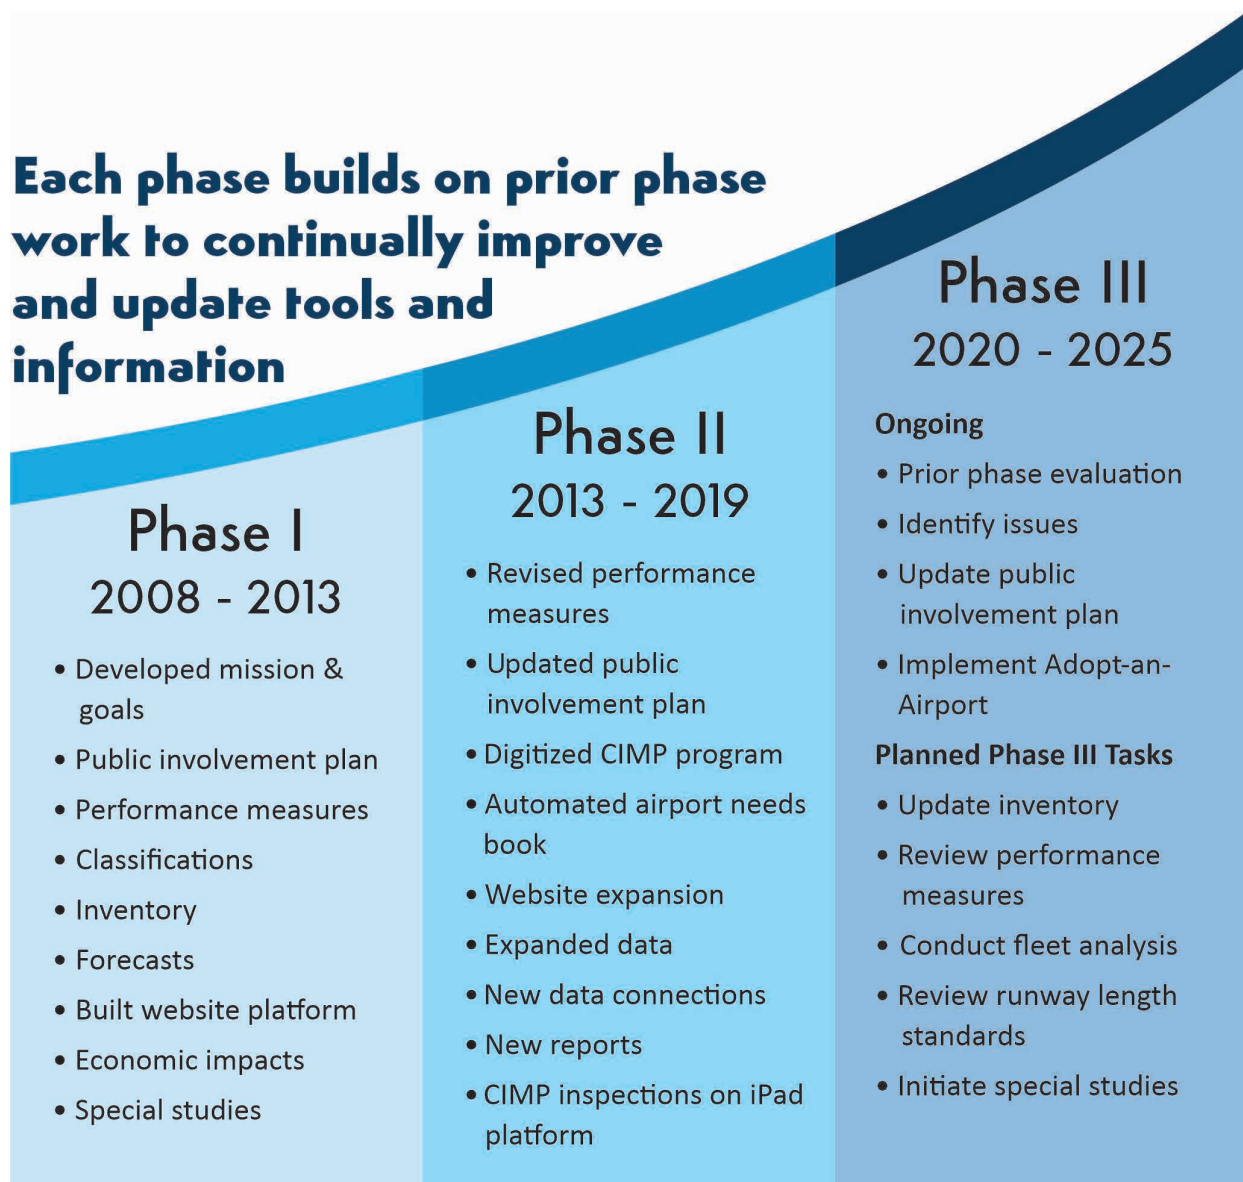 Each phase builds on prior phase
work to continually improve
and update tools and
information
Phase I
2008 - 2013
• Developed mission &
goals
• Public involvement plan
• Performance measures
• Classifications
• Inventory
• Forecasts
• Built website platform
• Economic impacts
• Special studies
Phase II
2013 - 2019
• Revised performance
measures
• Updated public
involvement plan
• Digitized CIMP program
• Automated airport needs
book
• Website expansion
• Expanded data
• New data connections
• New reports
• CIMP inspections on iPad
platform
Phase III
2020 - 2025
Ongoing
• Prior phase evaluation
• Identify issues
• Update public
involvement plan
• Implement Adopt-an-
Airport
Planned Phase III Tasks
• Update inventory
• Review performance
measures
• Conduct fleet analysis
• Review runway length
standards
• Initiate special studies